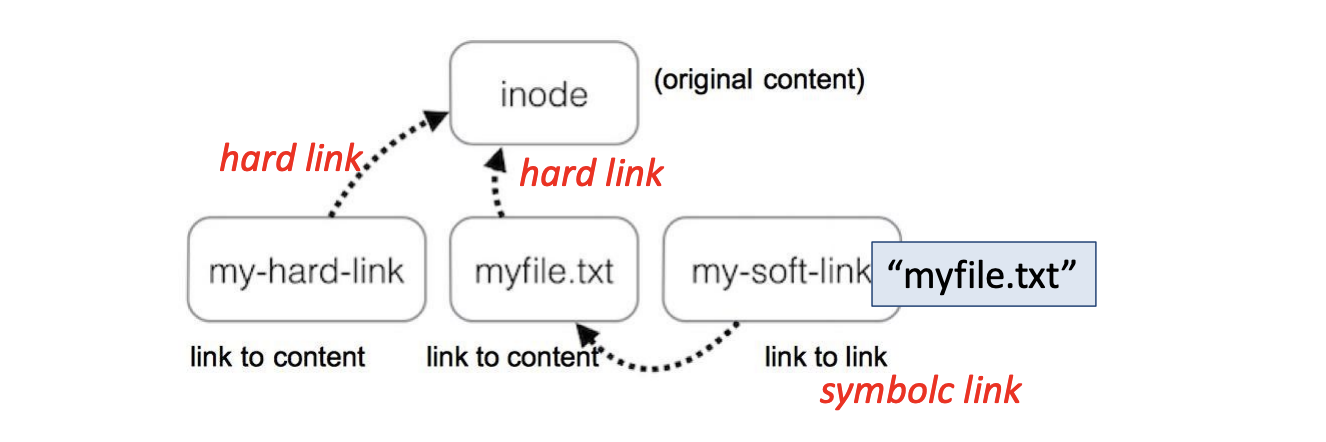 inode
(original content)
hard link
hard link
my-hard-link
myfile.txt
my-soft-link
“myfile.txt”
link to content
link to content
link to link
symbolc link